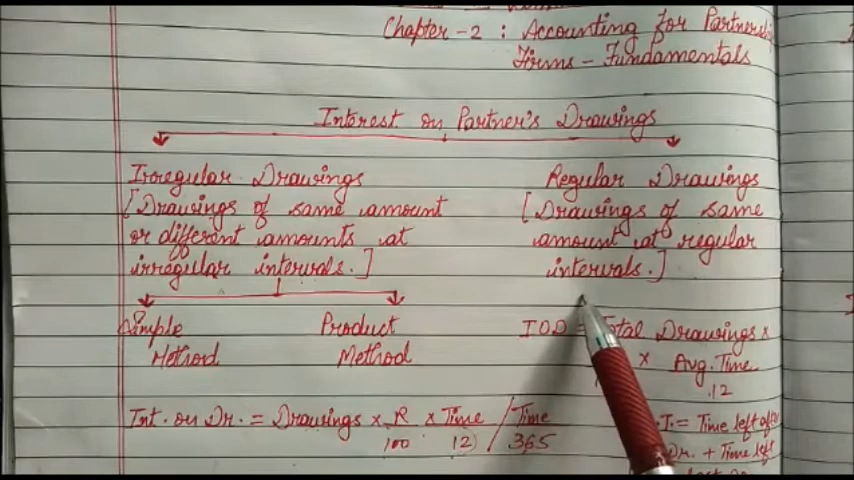 Chapter - 2 : Accounting for Partnership
Firms - Fundamentals
Interest on Partner's Drawings
Irregular Drawings
[Drawings of same amount
or different amounts at
irregular intervals.]
Simple
Method
Product
Method
Int. on Dr. = Drawings × R/100 × Time/12 / Time/365
Regular Drawings
[Drawings of same
amount at regular
intervals.]
IOD = Total Drawings ×
× Avg. Time/12
.T. = Time left after
Dr. + Time left